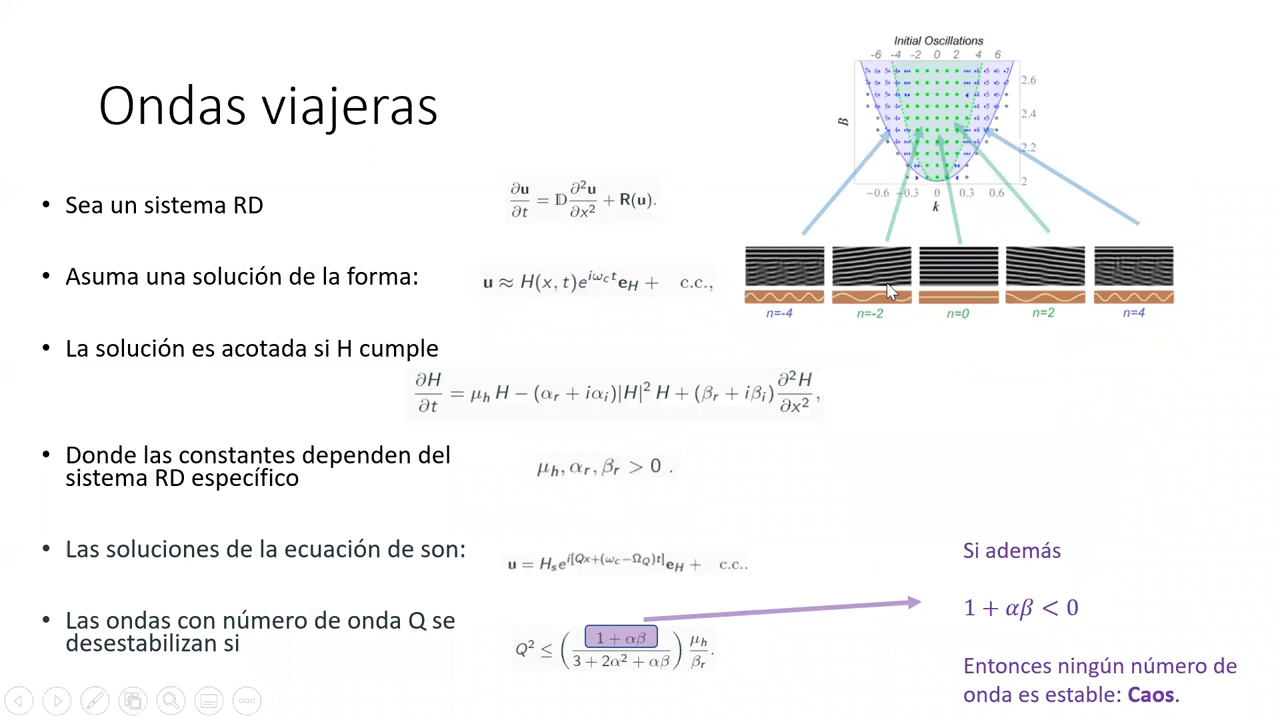 Ondas viajeras
• Sea un sistema RD
∂u/∂t = 𝔻 ∂²u/∂x² + R(u).
• Asuma una solución de la forma:
u ≈ H(x, t)e^{iω_c t}e_H + c.c.,
• La solución es acotada si H cumple
∂H/∂t = μ_h H − (α_r + iα_i)|H|² H + (β_r + iβ_i) ∂²H/∂x²,
• Donde las constantes dependen del
sistema RD específico
μ_h, α_r, β_r > 0 .
• Las soluciones de la ecuación de son:
u = H_s e^{i[Qx+(ω_c−Ω_Q)t]}e_H + c.c..
• Las ondas con número de onda Q se
desestabilizan si
Q² ≤ ( (1 + αβ) / (3 + 2α² + αβ) ) μ_h/β_r.
Initial Oscillations
-6 -4 -2 0 2 4 6
B
2.6
2.4
2.2
2
−0.6 −0.3 0 0.3 0.6
k
n=-4 n=-2 n=0 n=2 n=4
Si además
1 + αβ < 0
Entonces ningún número de
onda es estable: Caos.